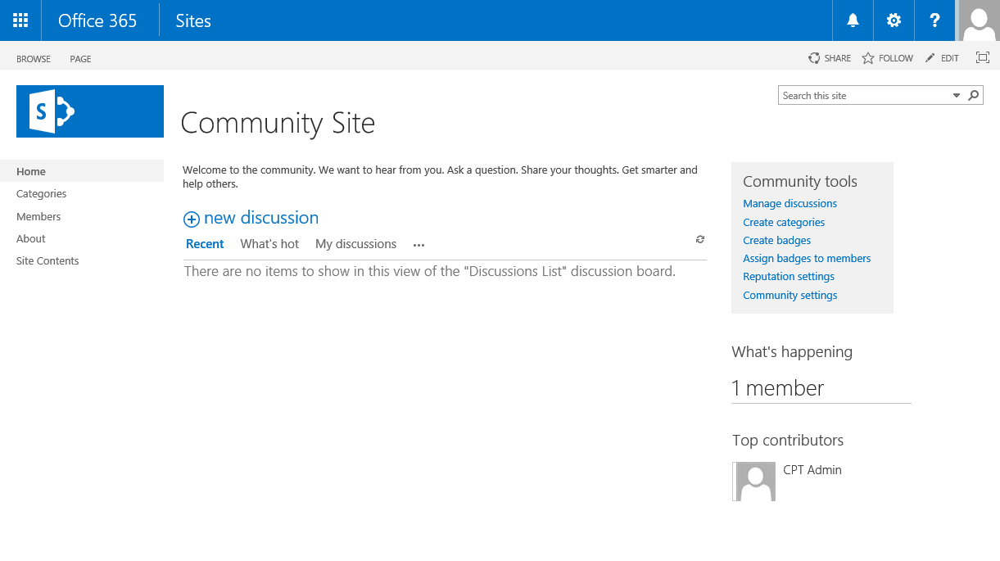 Office 365
Sites
?
BROWSE PAGE
SHARE FOLLOW EDIT
S
Community Site
Search this site
Home
Categories
Members
About
Site Contents
Welcome to the community. We want to hear from you. Ask a question. Share your thoughts. Get smarter and
help others.
new discussion
Recent What's hot My discussions ...
There are no items to show in this view of the "Discussions List" discussion board.
Community tools
Manage discussions
Create categories
Create badges
Assign badges to members
Reputation settings
Community settings
What's happening
1 member
Top contributors
CPT Admin